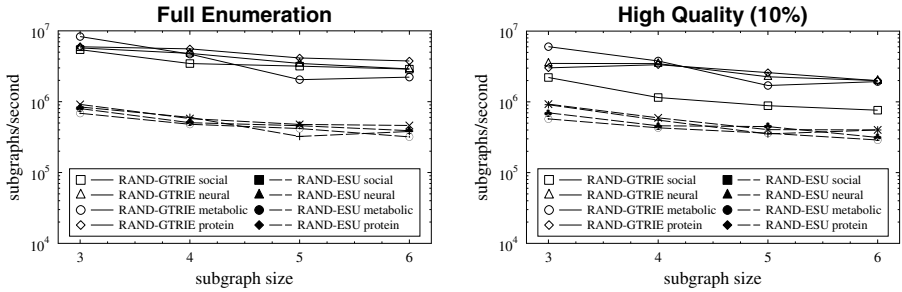 Full Enumeration
10^7
10^6
10^5
10^4
subgraphs/second
RAND-GTRIE social
RAND-GTRIE neural
RAND-GTRIE metabolic
RAND-GTRIE protein
RAND-ESU social
RAND-ESU neural
RAND-ESU metabolic
RAND-ESU protein
3 4 5 6
subgraph size
High Quality (10%)
10^7
10^6
10^5
10^4
subgraphs/second
RAND-GTRIE social
RAND-GTRIE neural
RAND-GTRIE metabolic
RAND-GTRIE protein
RAND-ESU social
RAND-ESU neural
RAND-ESU metabolic
RAND-ESU protein
3 4 5 6
subgraph size